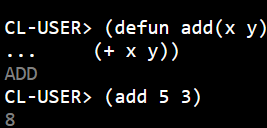 CL-USER> (defun add(x y)
...     (+ x y))
ADD
CL-USER> (add 5 3)
8